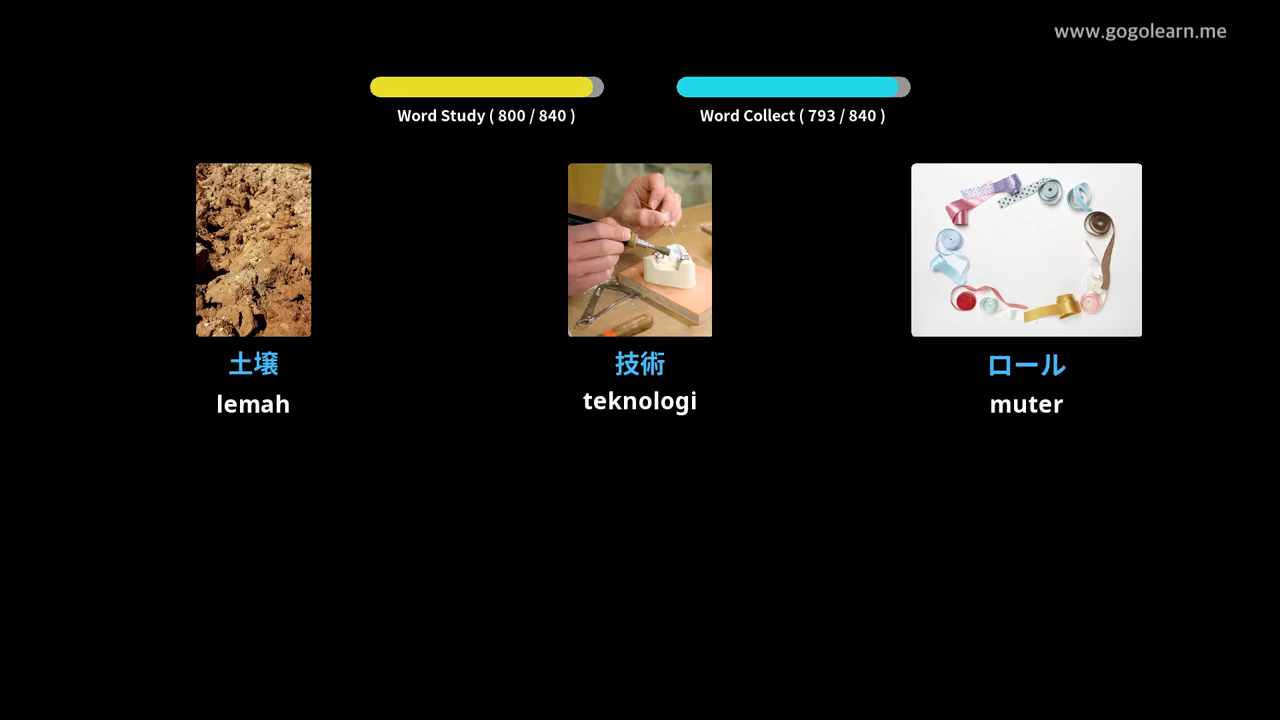 www.gogolearn.me
Word Study ( 800 / 840 )
Word Collect ( 793 / 840 )
土壌
技術
ロール
lemah
teknologi
muter